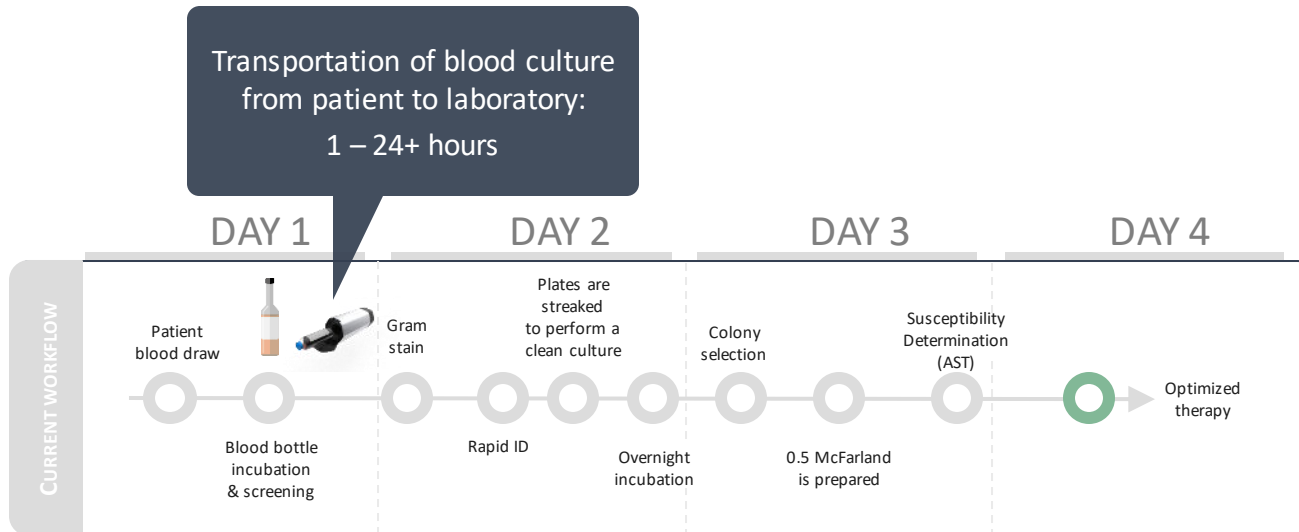 Transportation of blood culture
from patient to laboratory:
1 – 24+ hours
DAY 1
DAY 2
DAY 3
DAY 4
CURRENT WORKFLOW
Patient
blood draw
Blood bottle
incubation
& screening
Gram
stain
Rapid ID
Plates are
streaked
to perform a
clean culture
Overnight
incubation
Colony
selection
0.5 McFarland
is prepared
Susceptibility
Determination
(AST)
Optimized
therapy